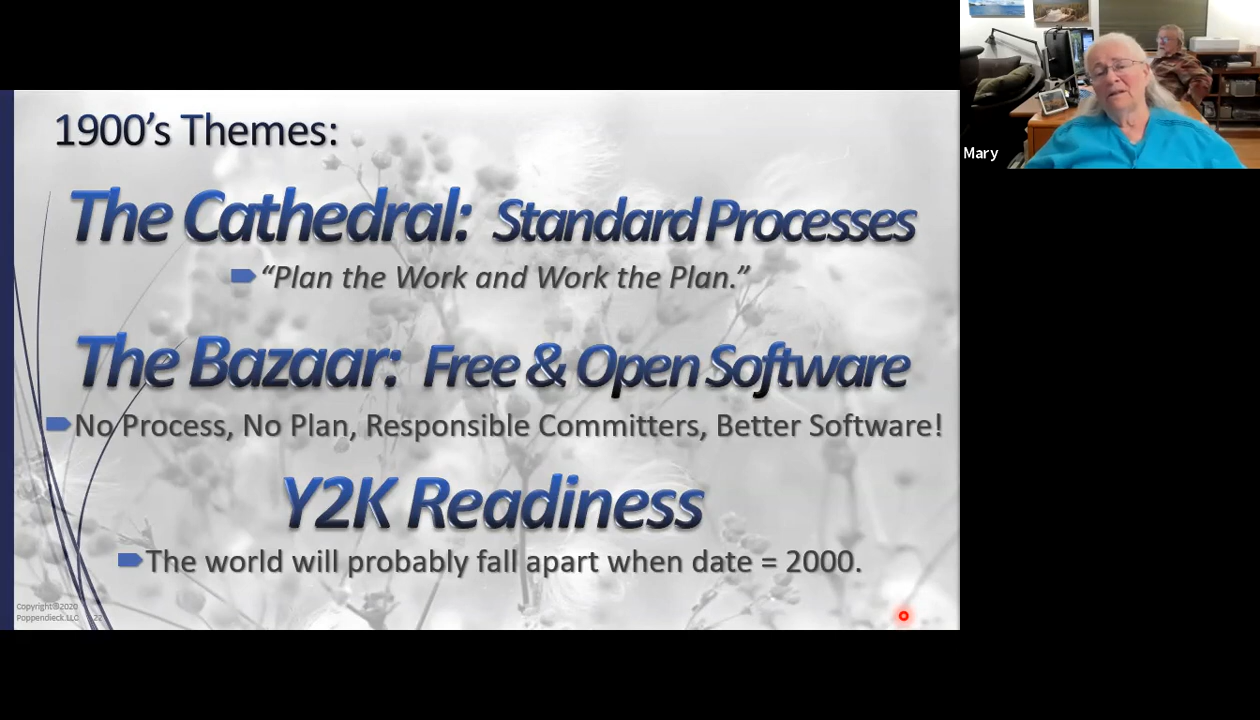 1900’s Themes:
The Cathedral: Standard Processes
“Plan the Work and Work the Plan.”
The Bazaar: Free & Open Software
No Process, No Plan, Responsible Committers, Better Software!
Y2K Readiness
The world will probably fall apart when date = 2000.
Copyright©2020
Poppendieck.LLC 22
Mary